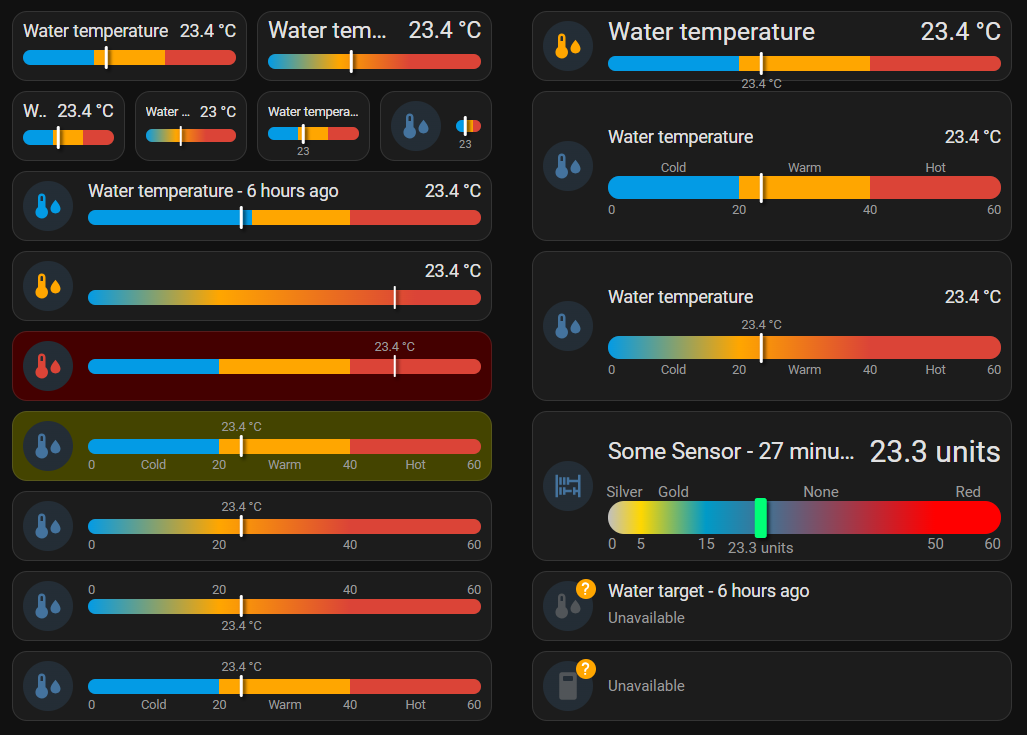 Water temperature 23.4 °C
Water tem... 23.4 °C
W.. 23.4 °C
Water ... 23 °C
Water tempera...
23
23
Water temperature - 6 hours ago 23.4 °C
23.4 °C
23.4 °C
23.4 °C
0 Cold 20 Warm 40 Hot 60
23.4 °C
0 20 40 60
0 20 40 60
23.4 °C
23.4 °C
0 Cold 20 Warm 40 Hot 60
Water temperature 23.4 °C
23.4 °C
Water temperature 23.4 °C
Cold Warm Hot
0 20 40 60
Water temperature 23.4 °C
23.4 °C
0 Cold 20 Warm 40 Hot 60
Some Sensor - 27 minu... 23.3 units
Silver Gold None Red
0 5 15 23.3 units 50 60
?
Water target - 6 hours ago
Unavailable
?
Unavailable